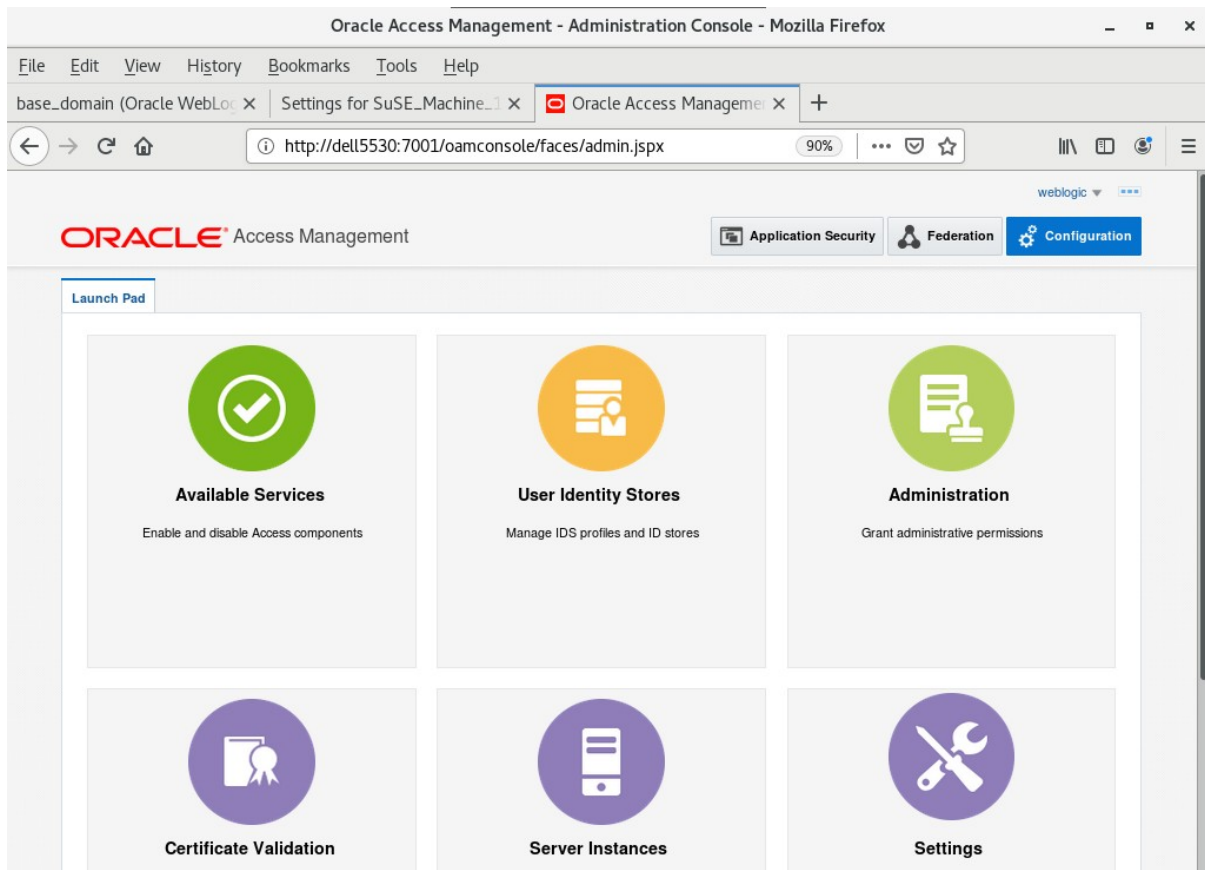 Oracle Access Management - Administration Console - Mozilla Firefox
File Edit View History Bookmarks Tools Help
base_domain (Oracle WebLog
Settings for SuSE_Machine_1
Oracle Access Managemen
http://dell5530:7001/oamconsole/faces/admin.jspx
90%
weblogic
ORACLE Access Management
Application Security
Federation
Configuration
Launch Pad
Available Services
Enable and disable Access components
User Identity Stores
Manage IDS profiles and ID stores
Administration
Grant administrative permissions
Certificate Validation
Server Instances
Settings